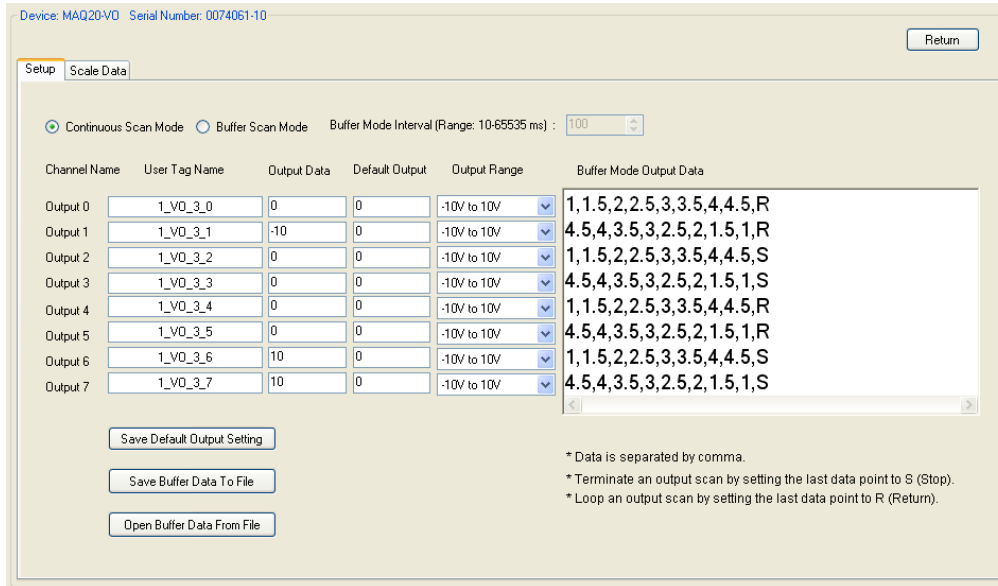 Device: MAQ20-VO Serial Number: 0074061-10
Return
Setup Scale Data
Continuous Scan Mode Buffer Scan Mode Buffer Mode Interval (Range: 10-65535 ms) : 100
Channel Name User Tag Name Output Data Default Output Output Range Buffer Mode Output Data
Output 0 1_VO_3_0 0 0 -10V to 10V 1,1.5,2,2.5,3,3.5,4,4.5,R
Output 1 1_VO_3_1 -10 0 -10V to 10V 4.5,4,3.5,3,2.5,2,1.5,1,R
Output 2 1_VO_3_2 0 0 -10V to 10V 1,1.5,2,2.5,3,3.5,4,4.5,S
Output 3 1_VO_3_3 0 0 -10V to 10V 4.5,4,3.5,3,2.5,2,1.5,1,S
Output 4 1_VO_3_4 0 0 -10V to 10V 1,1.5,2,2.5,3,3.5,4,4.5,R
Output 5 1_VO_3_5 0 0 -10V to 10V 4.5,4,3.5,3,2.5,2,1.5,1,R
Output 6 1_VO_3_6 10 0 -10V to 10V 1,1.5,2,2.5,3,3.5,4,4.5,S
Output 7 1_VO_3_7 10 0 -10V to 10V 4.5,4,3.5,3,2.5,2,1.5,1,S
Save Default Output Setting
Save Buffer Data To File
Open Buffer Data From File
* Data is separated by comma.
* Terminate an output scan by setting the last data point to S (Stop).
* Loop an output scan by setting the last data point to R (Return).